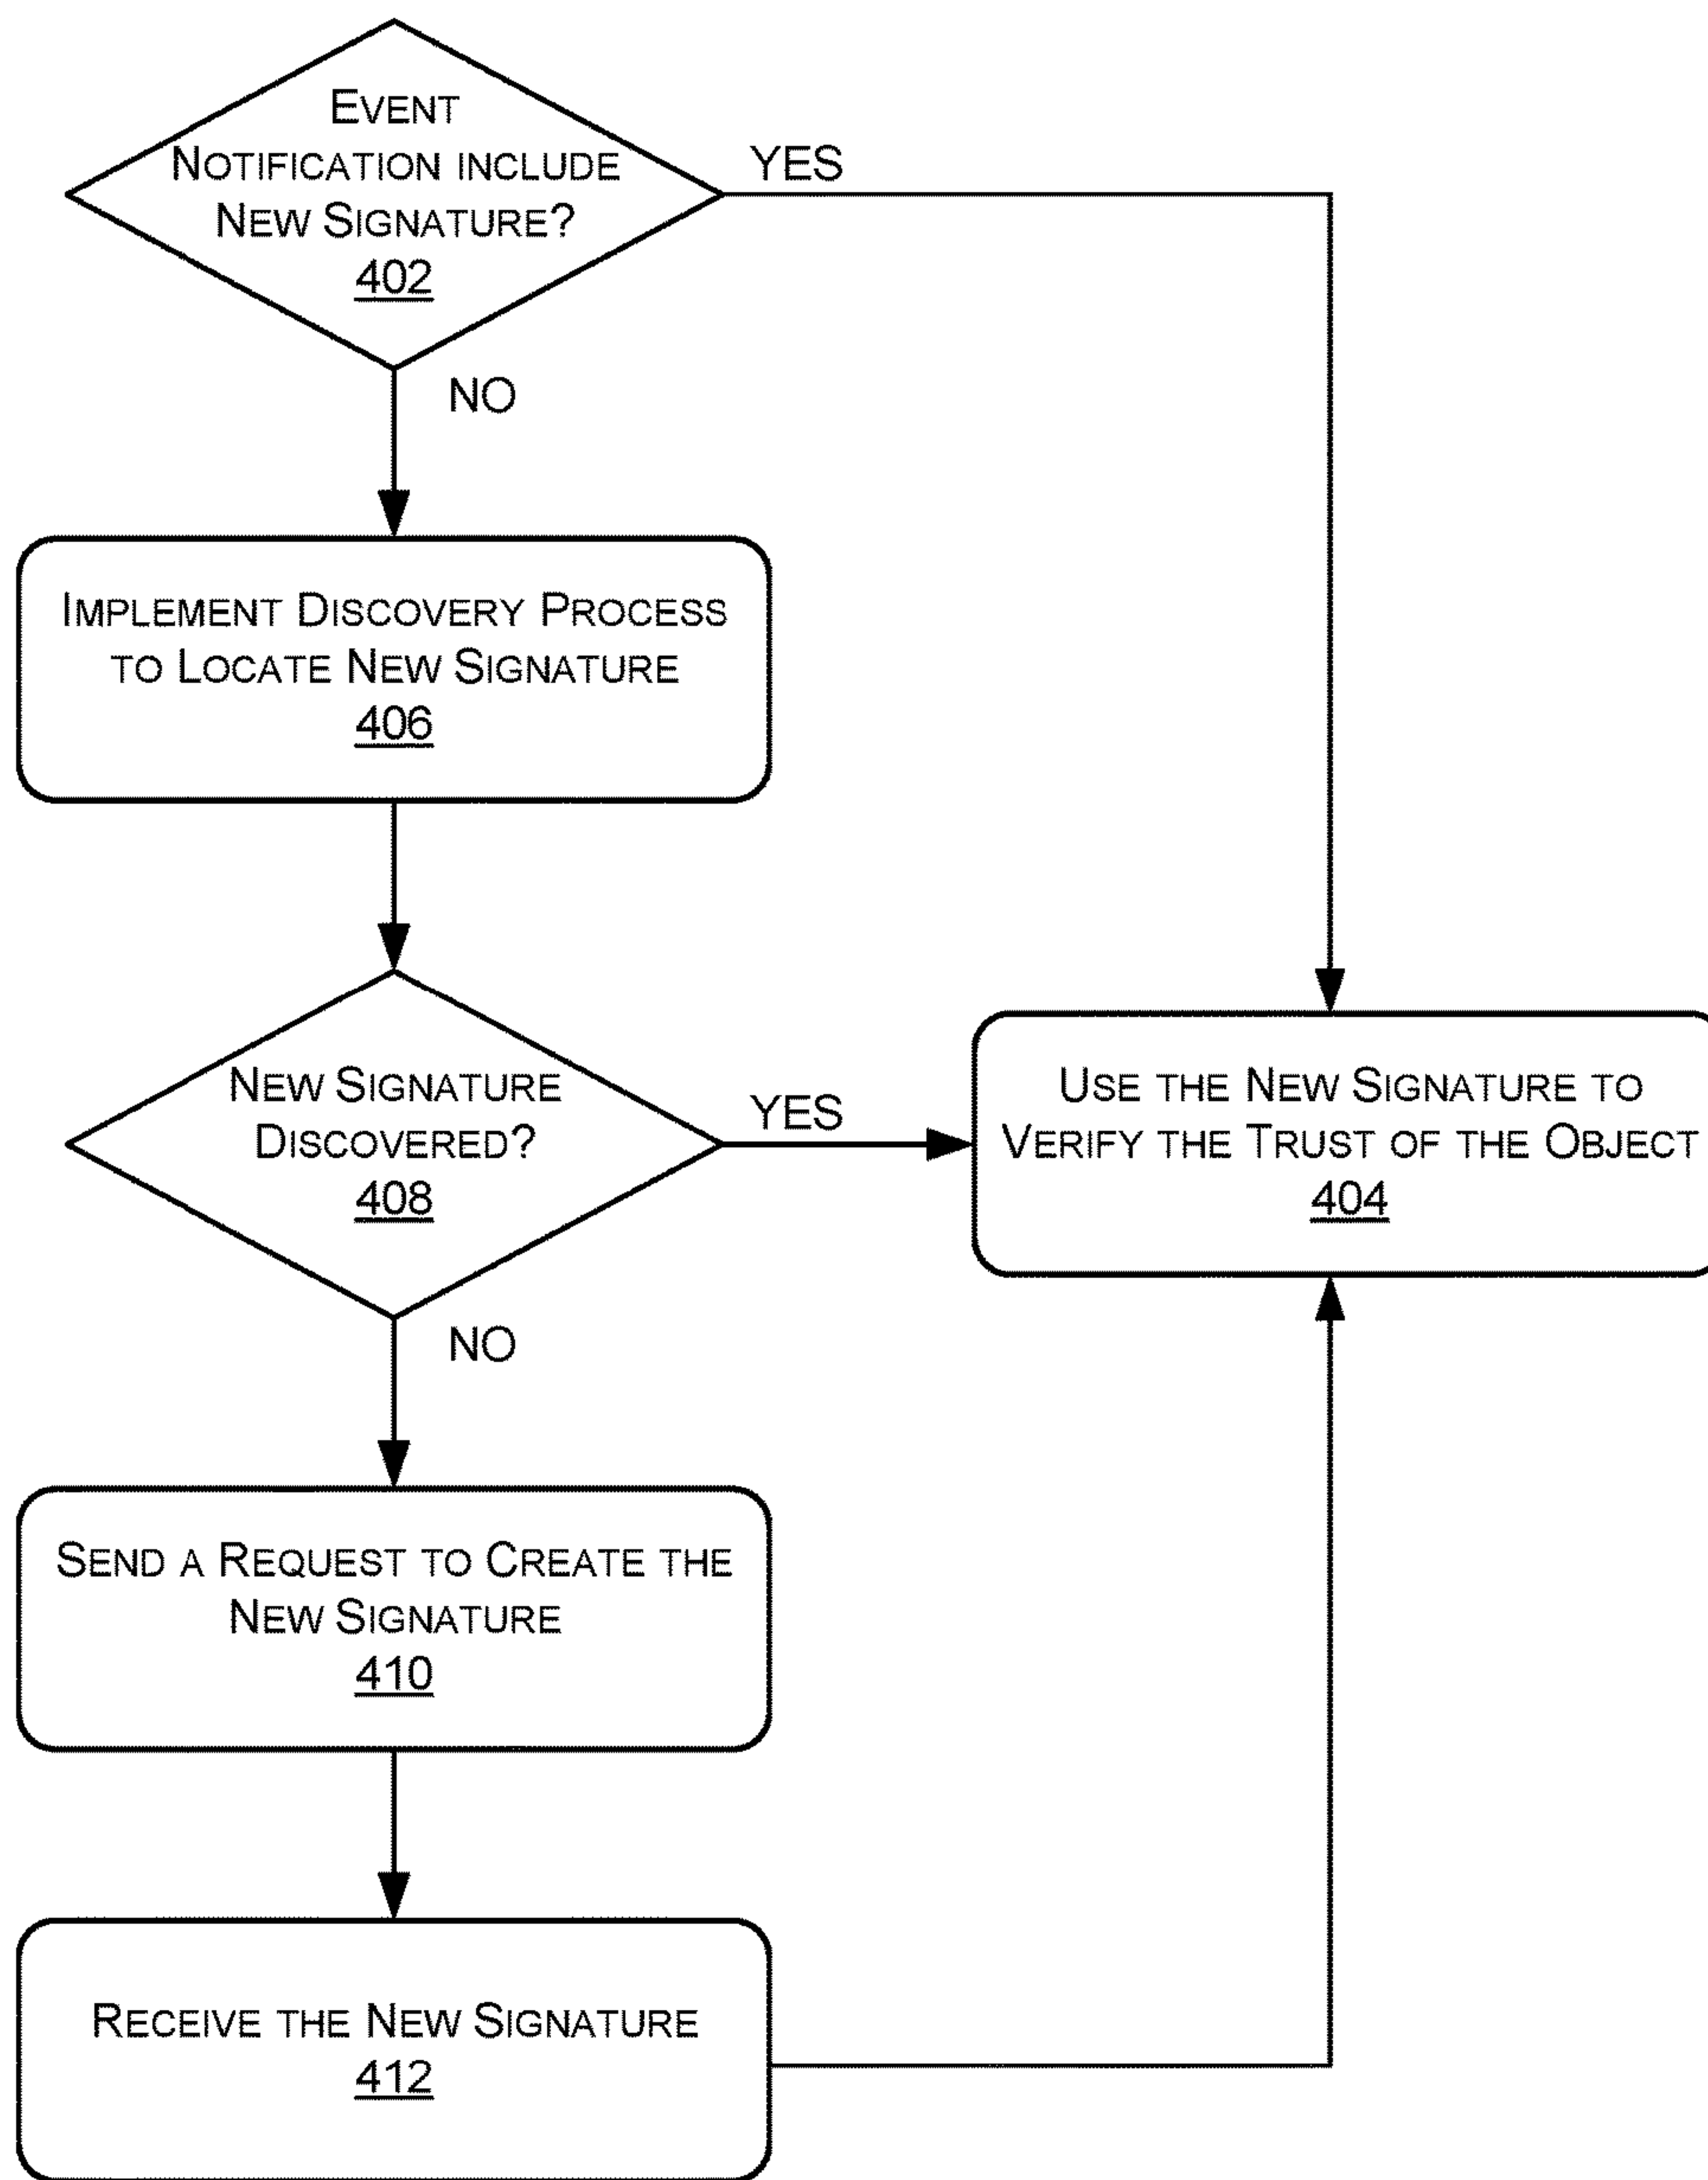 EVENT
NOTIFICATION INCLUDE
NEW SIGNATURE?
402
YES
NO
IMPLEMENT DISCOVERY PROCESS
TO LOCATE NEW SIGNATURE
406
NEW SIGNATURE
DISCOVERED?
408
YES
NO
USE THE NEW SIGNATURE TO
VERIFY THE TRUST OF THE OBJECT
404
SEND A REQUEST TO CREATE THE
NEW SIGNATURE
410
RECEIVE THE NEW SIGNATURE
412